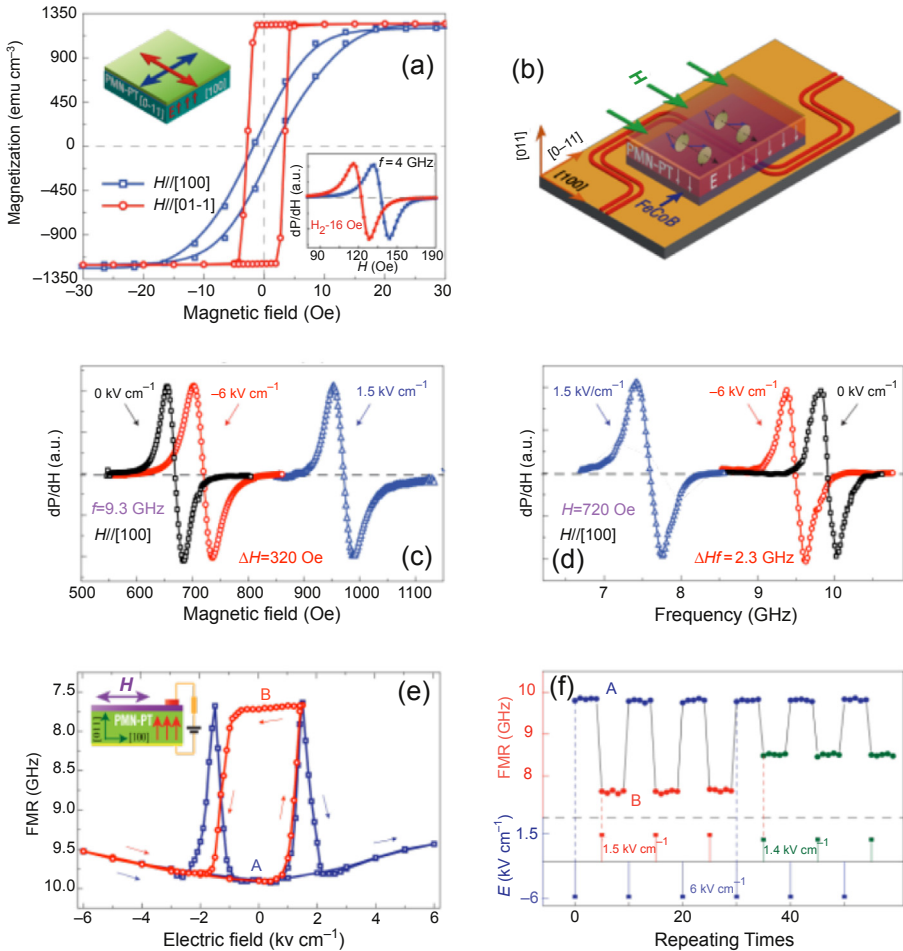 (a)
Magnetization (emu cm⁻³)
1350
900
450
0
−450
−900
−1350
PMN-PT [0-11]
[100]
H//[100]
H//[01-1]
dP/dH (a.u.)
f = 4 GHz
H₂-16 Oe
90
120
150
190
H (Oe)
−30
−20
−10
0
10
20
30
Magnetic field (Oe)
(b)
H
[011]
[0–11]
[100]
PMN-PT
E
FeCoB
(c)
dP/dH (a.u.)
0 kV cm⁻¹
−6 kV cm⁻¹
1.5 kV cm⁻¹
f=9.3 GHz
H//[100]
ΔH=320 Oe
500
600
700
800
900
1000
1100
Magnetic field (Oe)
(d)
dP/dH (a.u.)
1.5 kV/cm⁻¹
−6 kV cm⁻¹
0 kV cm⁻¹
H=720 Oe
H//[100]
ΔHf = 2.3 GHz
6
7
8
9
10
Frequency (GHz)
(e)
FMR (GHz)
7.5
8.0
8.5
9.0
9.5
10.0
H
PMN-PT
[011]
[100]
B
A
−6
−4
−2
0
2
4
6
Electric field (kv cm⁻¹)
(f)
FMR (GHz)
10
9
8
A
B
E (kV cm⁻¹)
1.5
−6
1.5 kV cm⁻¹
1.4 kV cm⁻¹
6 kV cm⁻¹
0
20
40
Repeating Times